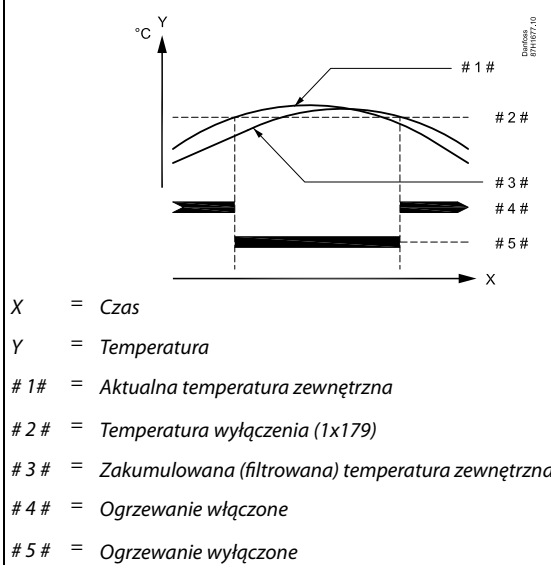 Y
°C
Danfoss
87H1677.10
# 1 #
# 2 #
# 3 #
# 4 #
# 5 #
X
X = Czas
Y = Temperatura
# 1# = Aktualna temperatura zewnętrzna
# 2 # = Temperatura wyłączenia (1x179)
# 3 # = Zakumulowana (filtrowana) temperatura zewnętrzna
# 4 # = Ogrzewanie włączone
# 5 # = Ogrzewanie wyłączone